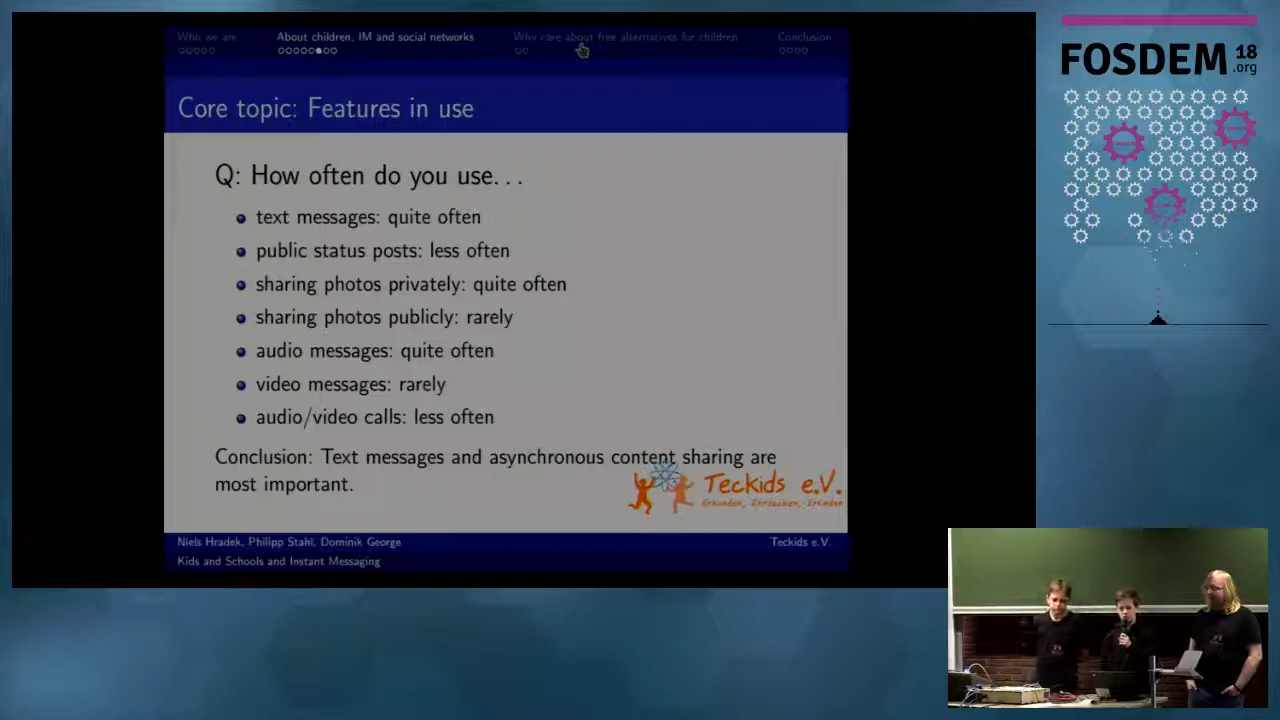 Who we are
About children, IM and social networks
Why care about free alternatives for children
Conclusion
Core topic: Features in use
Q: How often do you use...
text messages: quite often
public status posts: less often
sharing photos privately: quite often
sharing photos publicly: rarely
audio messages: quite often
video messages: rarely
audio/video calls: less often
Conclusion: Text messages and asynchronous content sharing are
most important.
Teckids e.V.
Erkunden, Entdecken, Erfinden
Niels Hradek, Philipp Stahl, Dominik George
Teckids e.V.
Kids and Schools and Instant Messaging
FOSDEM 18
.org